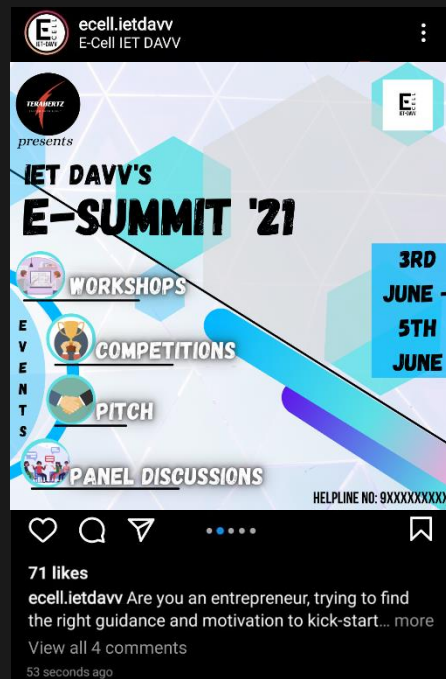 ecell.ietdavv
E-Cell IET DAVV
TERAHERTZ
presents
E CELL
IET-DAVV
IET DAVV'S
E-SUMMIT '21
3RD
JUNE -
5TH
JUNE
EVENTS
WORKSHOPS
COMPETITIONS
PITCH
PANEL DISCUSSIONS
HELPLINE NO: 9XXXXXXXXX
71 likes
ecell.ietdavv Are you an entrepreneur, trying to find
the right guidance and motivation to kick-start... more
View all 4 comments
53 seconds ago